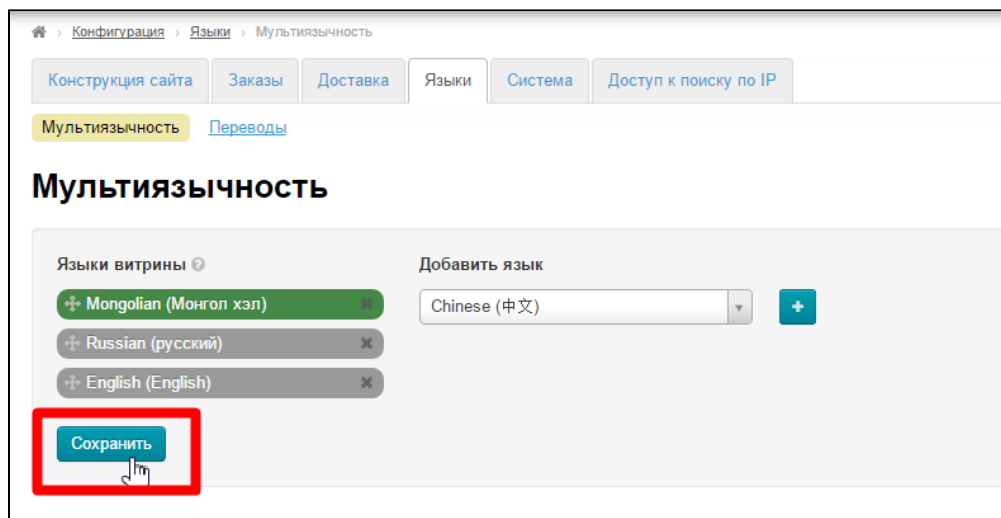 Конфигурация › Языки › Мультиязычность
Конструкция сайта Заказы Доставка Языки Система Доступ к поиску по IP
Мультиязычность Переводы
Мультиязычность
Языки витрины Добавить язык
Mongolian (Монгол хэл) Chinese (中文)
Russian (русский)
English (English)
Сохранить